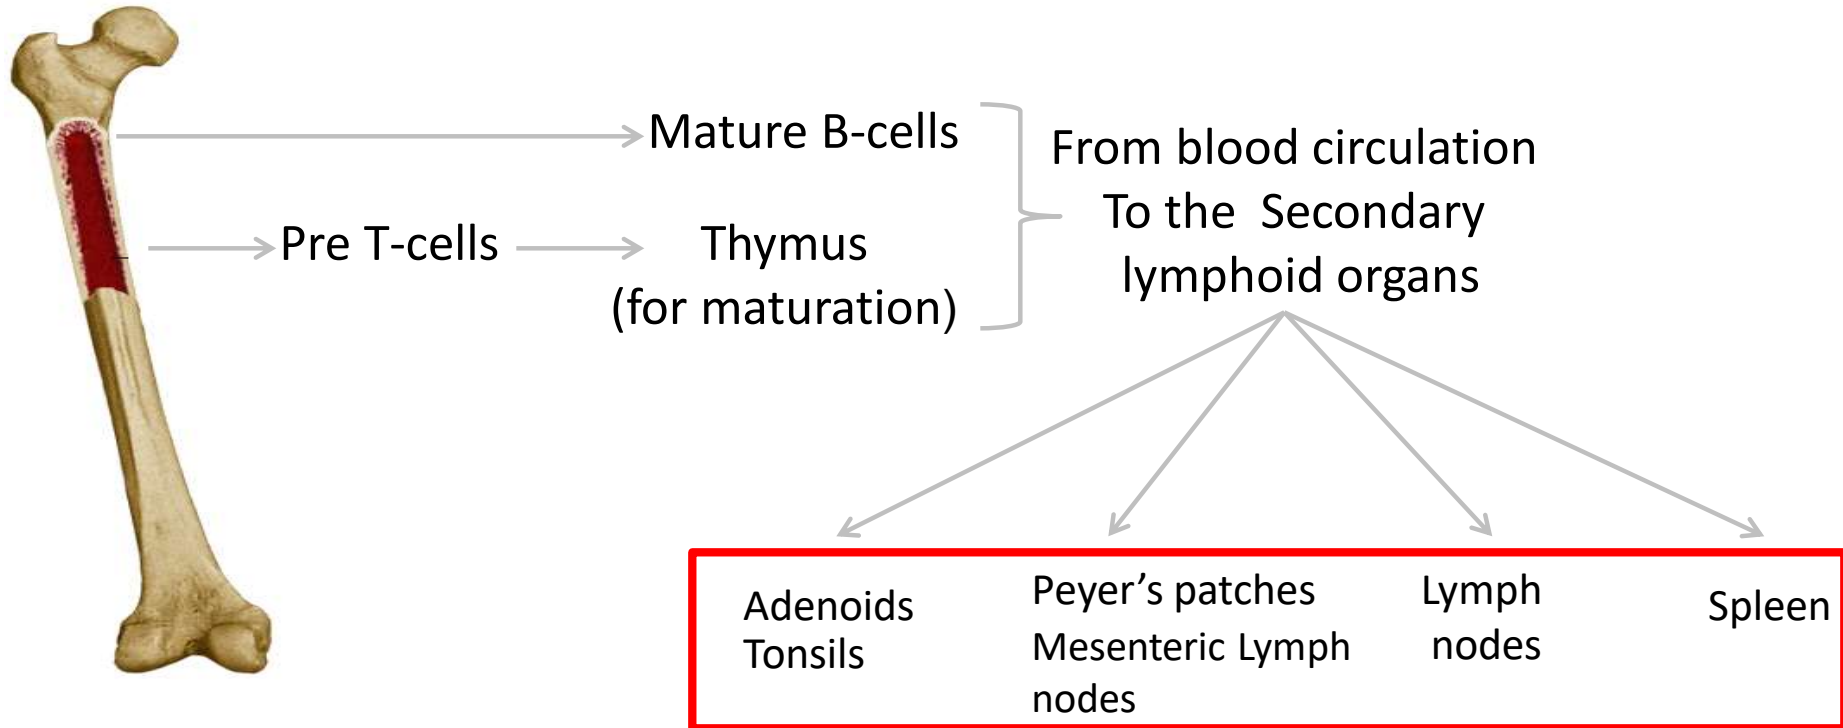 Mature B-cells
Pre T-cells
Thymus
(for maturation)
From blood circulation
To the Secondary
lymphoid organs
Adenoids
Tonsils
Peyer’s patches
Mesenteric Lymph
nodes
Lymph
nodes
Spleen